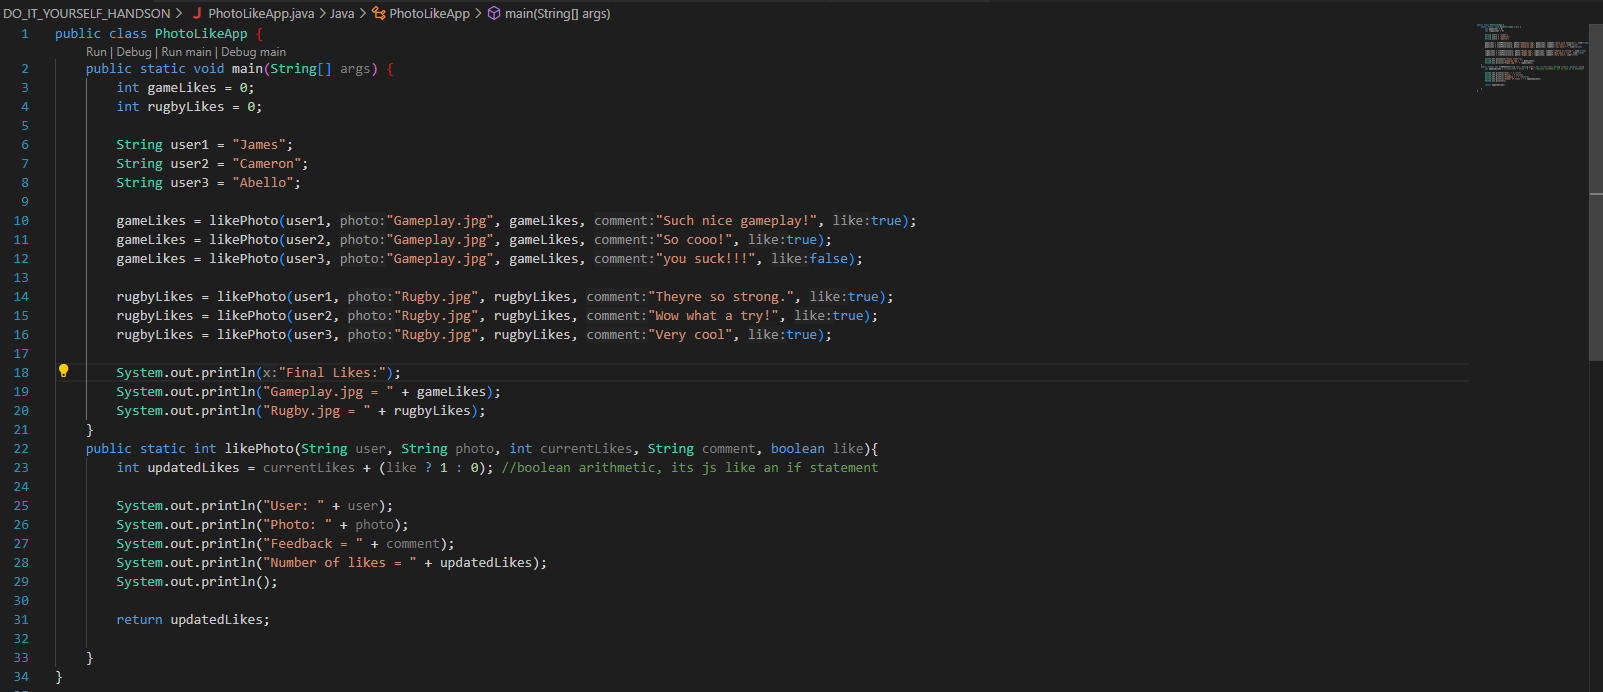 DO_IT_YOURSELF_HANDSON > J PhotoLikeApp.java > Java > PhotoLikeApp > main(String[] args)
1 public class PhotoLikeApp {
Run | Debug | Run main | Debug main
2 public static void main(String[] args) {
3 int gameLikes = 0;
4 int rugbyLikes = 0;
5
6 String user1 = "James";
7 String user2 = "Cameron";
8 String user3 = "Abello";
9
10 gameLikes = likePhoto(user1, photo:"Gameplay.jpg", gameLikes, comment:"Such nice gameplay!", like:true);
11 gameLikes = likePhoto(user2, photo:"Gameplay.jpg", gameLikes, comment:"So cooo!", like:true);
12 gameLikes = likePhoto(user3, photo:"Gameplay.jpg", gameLikes, comment:"you suck!!!", like:false);
13
14 rugbyLikes = likePhoto(user1, photo:"Rugby.jpg", rugbyLikes, comment:"Theyre so strong.", like:true);
15 rugbyLikes = likePhoto(user2, photo:"Rugby.jpg", rugbyLikes, comment:"Wow what a try!", like:true);
16 rugbyLikes = likePhoto(user3, photo:"Rugby.jpg", rugbyLikes, comment:"Very cool", like:true);
17
18 System.out.println(x:"Final Likes:");
19 System.out.println("Gameplay.jpg = " + gameLikes);
20 System.out.println("Rugby.jpg = " + rugbyLikes);
21 }
22 public static int likePhoto(String user, String photo, int currentLikes, String comment, boolean like){
23 int updatedLikes = currentLikes + (like ? 1 : 0); //boolean arithmetic, its js like an if statement
24
25 System.out.println("User: " + user);
26 System.out.println("Photo: " + photo);
27 System.out.println("Feedback = " + comment);
28 System.out.println("Number of likes = " + updatedLikes);
29 System.out.println();
30
31 return updatedLikes;
32
33 }
34 }